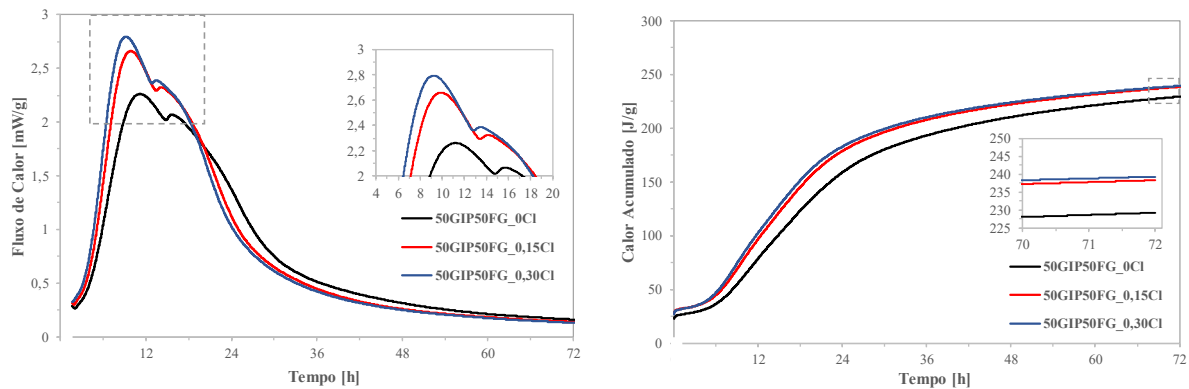 3
2,5
2
1,5
1
0,5
0
Fluxo de Calor [mW/g]
12 24 36 48 60 72
Tempo [h]
3
2,8
2,6
2,4
2,2
2
4 6 8 10 12 14 16 18 20
50GIP50FG_0Cl
50GIP50FG_0,15Cl
50GIP50FG_0,30Cl
300
250
200
150
100
50
0
Calor Acumulado [J/g]
12 24 36 48 60 72
Tempo [h]
250
245
240
235
230
225
70 71 72
50GIP50FG_0Cl
50GIP50FG_0,15Cl
50GIP50FG_0,30Cl